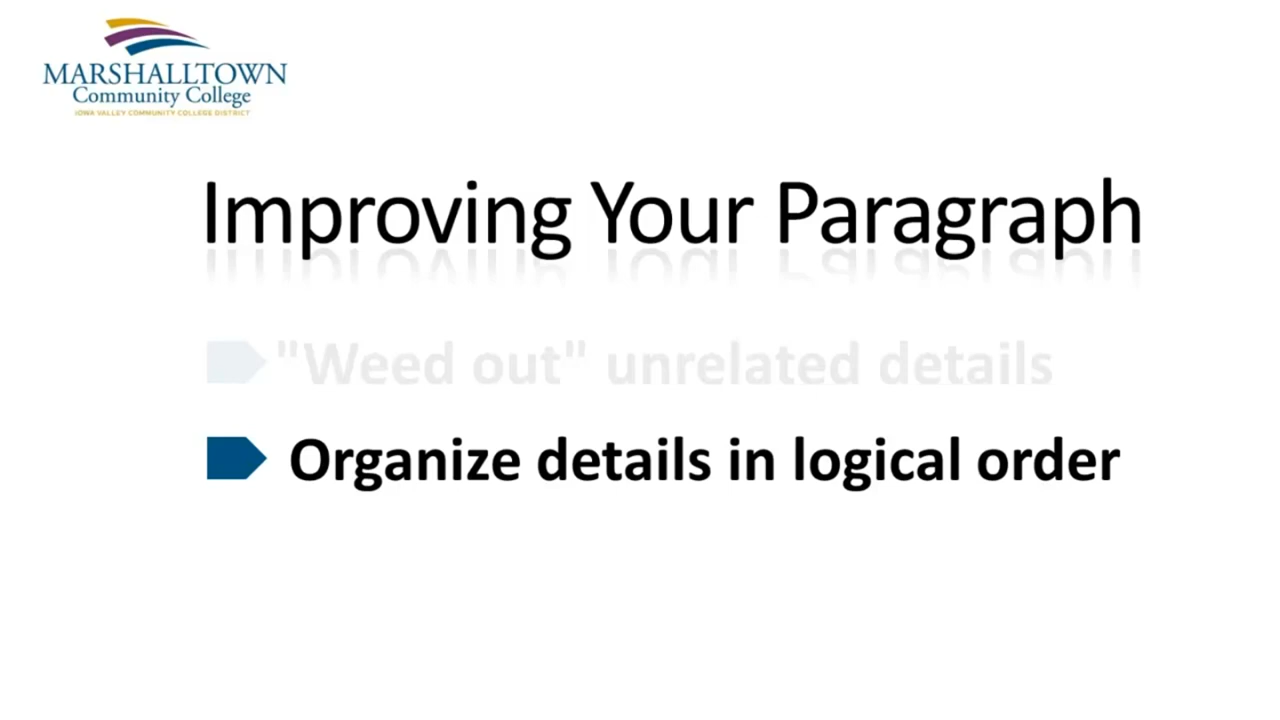 MARSHALLTOWN
Community College
IOWA VALLEY COMMUNITY COLLEGE DISTRICT
Improving Your Paragraph
"Weed out" unrelated details
Organize details in logical order